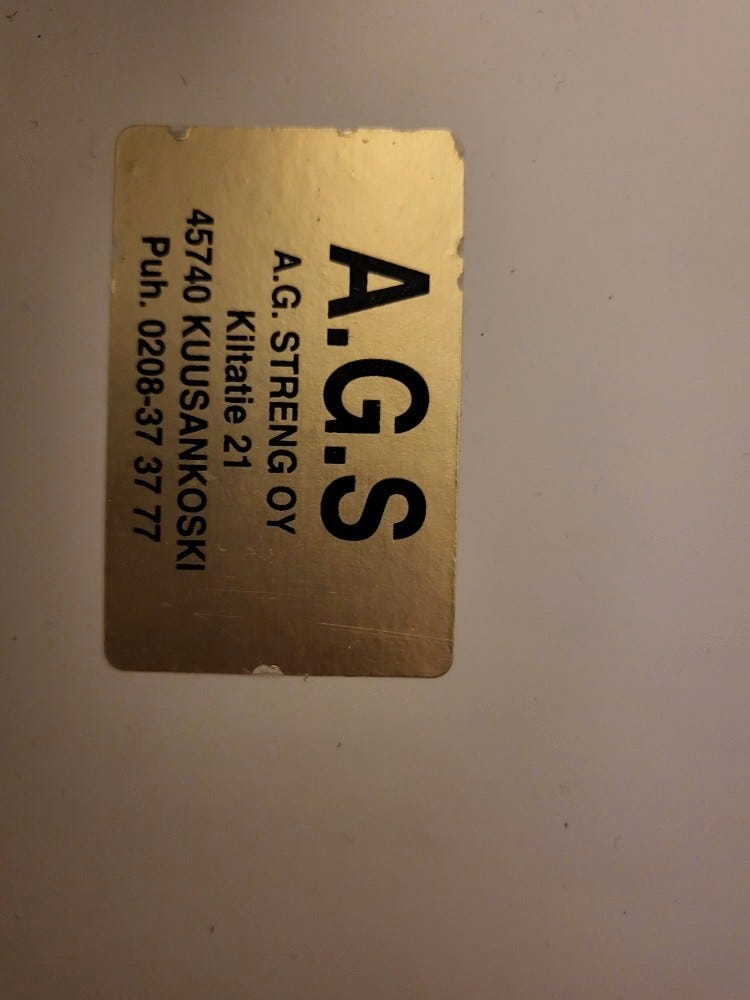 A.G.S
A.G. STRENG OY
Kiltatie 21
45740 KUUSANKOSKI
Puh. 0208-37 37 77